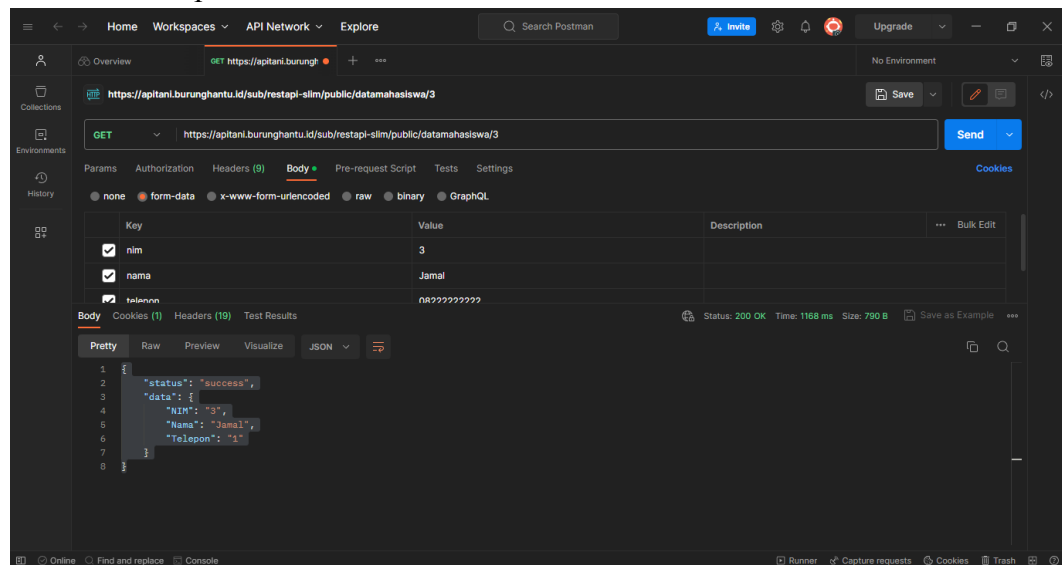 Home Workspaces API Network Explore Search Postman Invite Upgrade
Overview GET https://apitani.burungh No Environment
Collections
Environments
History
HTTP https://apitani.burunghantu.id/sub/restapi-slim/public/datamahasiswa/3 Save
GET https://apitani.burunghantu.id/sub/restapi-slim/public/datamahasiswa/3 Send
Params Authorization Headers (9) Body Pre-request Script Tests Settings Cookies
none form-data x-www-form-urlencoded raw binary GraphQL
Key Value Description Bulk Edit
nim 3
nama Jamal
telepon 08222222222
Body Cookies (1) Headers (19) Test Results Status: 200 OK Time: 1168 ms Size: 790 B Save as Example
Pretty Raw Preview Visualize JSON
1 {
2 "status": "success",
3 "data": {
4 "NIM": "3",
5 "Nama": "Jamal",
6 "Telepon": "1"
7 }
8 }
Online Find and replace Console Runner Capture requests Cookies Trash